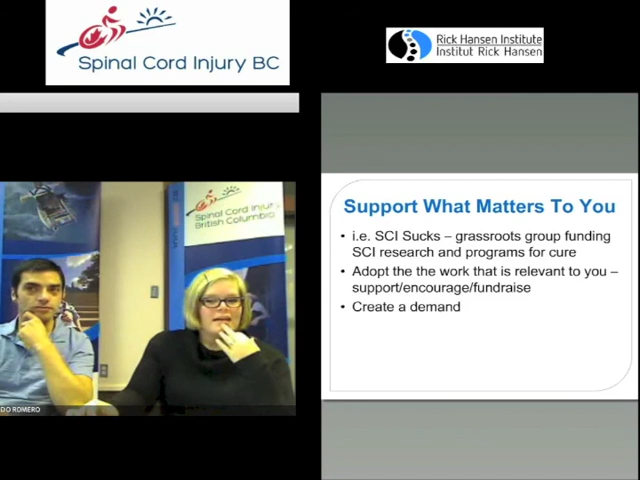 Spinal Cord Injury BC
Rick Hansen Institute
Institut Rick Hansen
Spinal Cord Injury
British Columbia
DO ROMERO
Support What Matters To You
• i.e. SCI Sucks – grassroots group funding
SCI research and programs for cure
• Adopt the the work that is relevant to you –
support/encourage/fundraise
• Create a demand